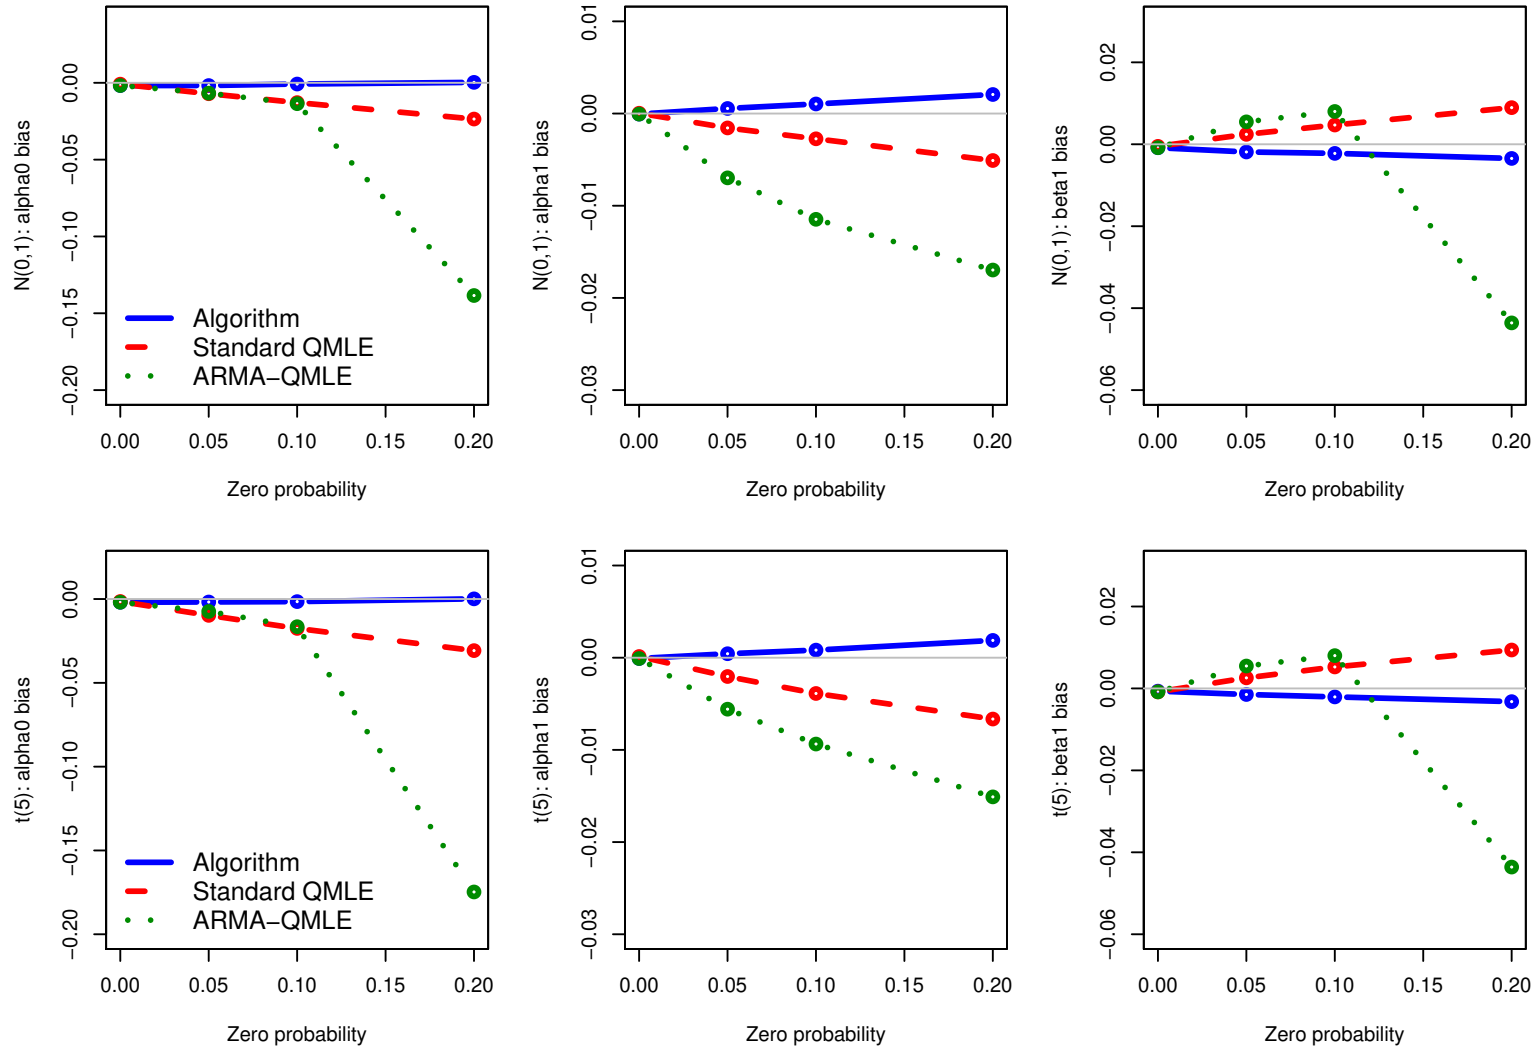 N(0,1): alpha0 bias
0.00
−0.05
−0.10
−0.15
−0.20
Algorithm
Standard QMLE
ARMA−QMLE
0.00 0.05 0.10 0.15 0.20
Zero probability
N(0,1): alpha1 bias
0.01
0.00
−0.01
−0.02
−0.03
0.00 0.05 0.10 0.15 0.20
Zero probability
N(0,1): beta1 bias
0.02
0.00
−0.02
−0.04
−0.06
0.00 0.05 0.10 0.15 0.20
Zero probability
t(5): alpha0 bias
0.00
−0.05
−0.10
−0.15
−0.20
Algorithm
Standard QMLE
ARMA−QMLE
0.00 0.05 0.10 0.15 0.20
Zero probability
t(5): alpha1 bias
0.01
0.00
−0.01
−0.02
−0.03
0.00 0.05 0.10 0.15 0.20
Zero probability
t(5): beta1 bias
0.02
0.00
−0.02
−0.04
−0.06
0.00 0.05 0.10 0.15 0.20
Zero probability